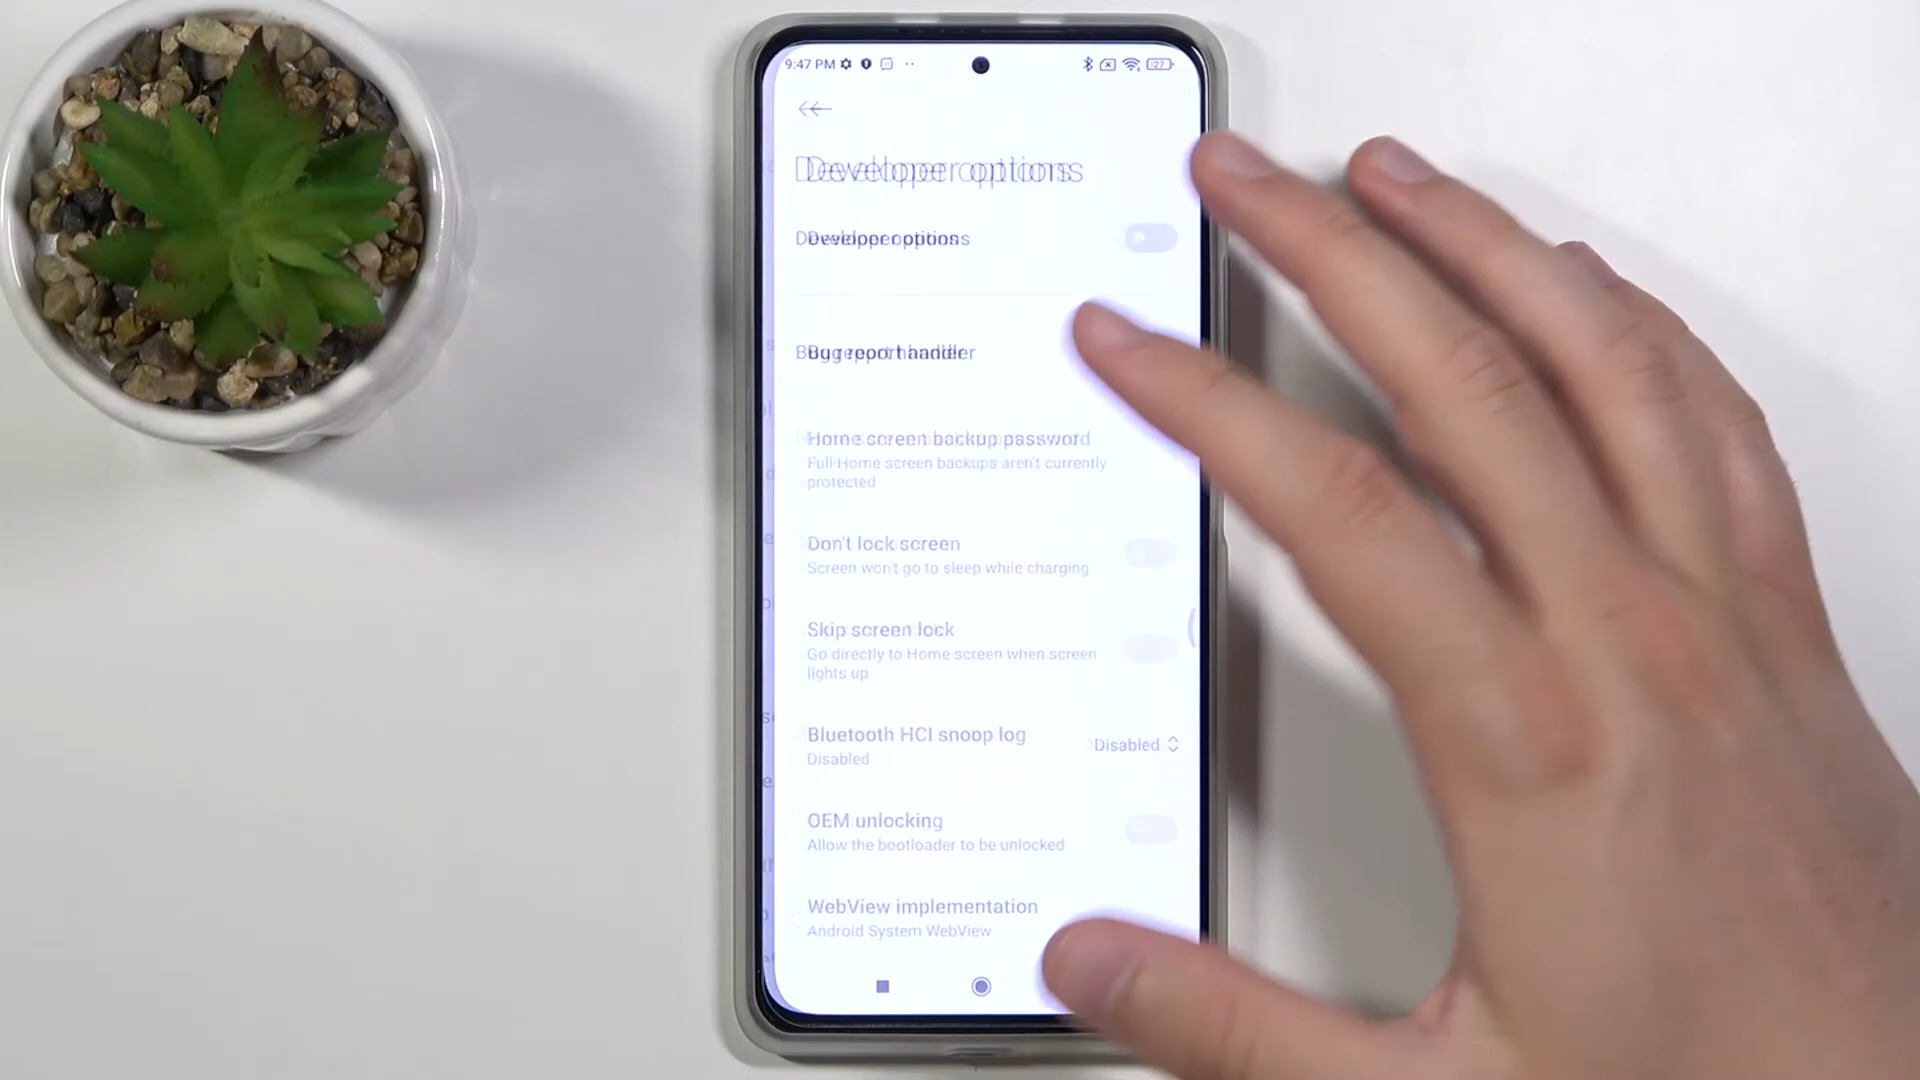 9:47 PM
27
Developer options
Developer options
Bug report handler
Home screen backup password
Full Home screen backups aren't currently
protected
Don't lock screen
Screen won't go to sleep while charging
Skip screen lock
Go directly to Home screen when screen
lights up
Bluetooth HCI snoop log
Disabled
Disabled
OEM unlocking
Allow the bootloader to be unlocked
WebView implementation
Android System WebView